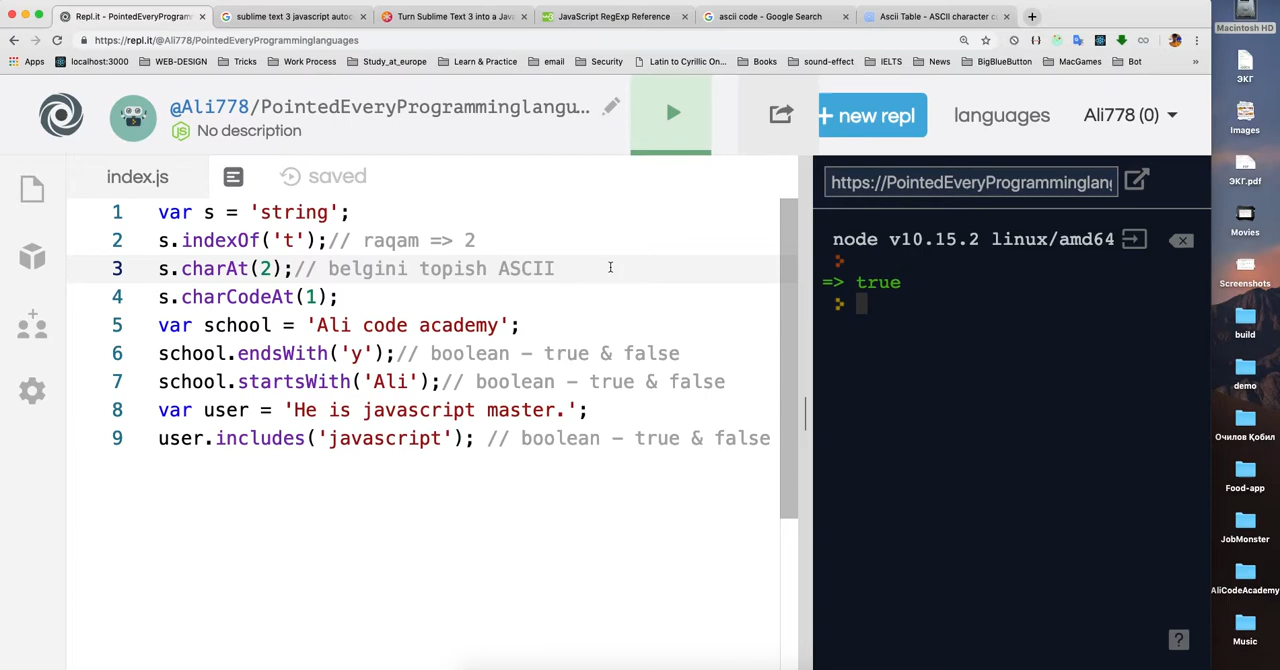 Repl.it - PointedEveryProgramm
sublime text 3 javascript autoc
Turn Sublime Text 3 into a Jav
JavaScript RegExp Reference
ascii code - Google Search
Ascii Table - ASCII character c
https://repl.it/@Ali778/PointedEveryProgramminglanguages
Apps
localhost:3000
WEB-DESIGN
Tricks
Work Process
Study_at_europe
Learn & Practice
email
Security
Latin to Cyrillic On...
Books
sound-effect
IELTS
News
BigBlueButton
MacGames
Bot
»
@Ali778/PointedEveryProgramminglangu...
No description
+ new repl
languages
Ali778 (0)
index.js
saved
https://PointedEveryProgramminglang
1 var s = 'string';
2 s.indexOf('t');// raqam => 2
3 s.charAt(2);// belgini topish ASCII
4 s.charCodeAt(1);
5 var school = 'Ali code academy';
6 school.endsWith('y');// boolean - true & false
7 school.startsWith('Ali');// boolean - true & false
8 var user = 'He is javascript master.';
9 user.includes('javascript'); // boolean - true & false
node v10.15.2 linux/amd64
=> true
?
Macintosh HD
ЭКГ
Images
ЭКГ.pdf
Movies
Screenshots
build
demo
Очилов Қобил
Food-app
JobMonster
AliCodeAcademy
Music